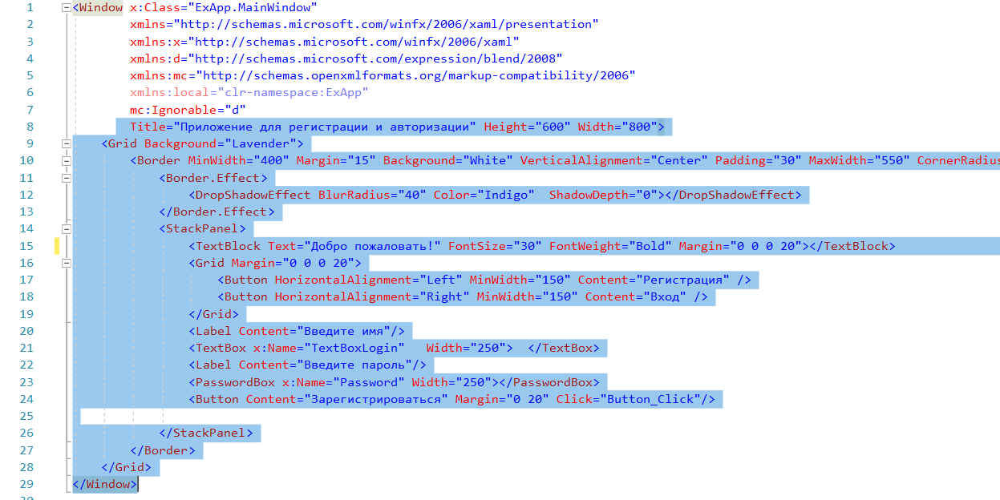 1 <Window x:Class="ExApp.MainWindow"
2 xmlns="http://schemas.microsoft.com/winfx/2006/xaml/presentation"
3 xmlns:x="http://schemas.microsoft.com/winfx/2006/xaml"
4 xmlns:d="http://schemas.microsoft.com/expression/blend/2008"
5 xmlns:mc="http://schemas.openxmlformats.org/markup-compatibility/2006"
6 xmlns:local="clr-namespace:ExApp"
7 mc:Ignorable="d"
8 Title="Приложение для регистрации и авторизации" Height="600" Width="800">
9 <Grid Background="Lavender">
10 <Border MinWidth="400" Margin="15" Background="White" VerticalAlignment="Center" Padding="30" MaxWidth="550" CornerRadius
11 <Border.Effect>
12 <DropShadowEffect BlurRadius="40" Color="Indigo"  ShadowDepth="0"></DropShadowEffect>
13 </Border.Effect>
14 <StackPanel>
15 <TextBlock Text="Добро пожаловать!" FontSize="30" FontWeight="Bold" Margin="0 0 0 20"></TextBlock>
16 <Grid Margin="0 0 0 20">
17 <Button HorizontalAlignment="Left" MinWidth="150" Content="Регистрация" />
18 <Button HorizontalAlignment="Right" MinWidth="150" Content="Вход" />
19 </Grid>
20 <Label Content="Введите имя"/>
21 <TextBox x:Name="TextBoxLogin"   Width="250">  </TextBox>
22 <Label Content="Введите пароль"/>
23 <PasswordBox x:Name="Password" Width="250"></PasswordBox>
24 <Button Content="Зарегистрироваться" Margin="0 20" Click="Button_Click"/>
25
26 </StackPanel>
27 </Border>
28 </Grid>
29 </Window>